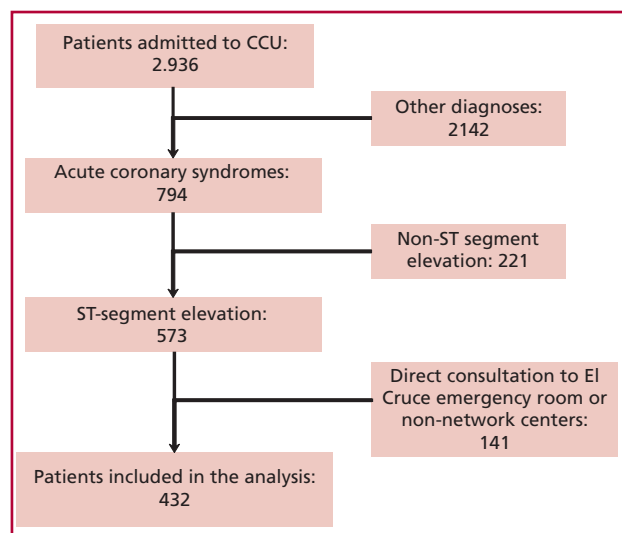 Patients admitted to CCU:
2.936
Other diagnoses:
2142
Acute coronary syndromes:
794
Non-ST segment
elevation: 221
ST-segment elevation:
573
Direct consultation to El
Cruce emergency room or
non-network centers:
141
Patients included in the analysis:
432